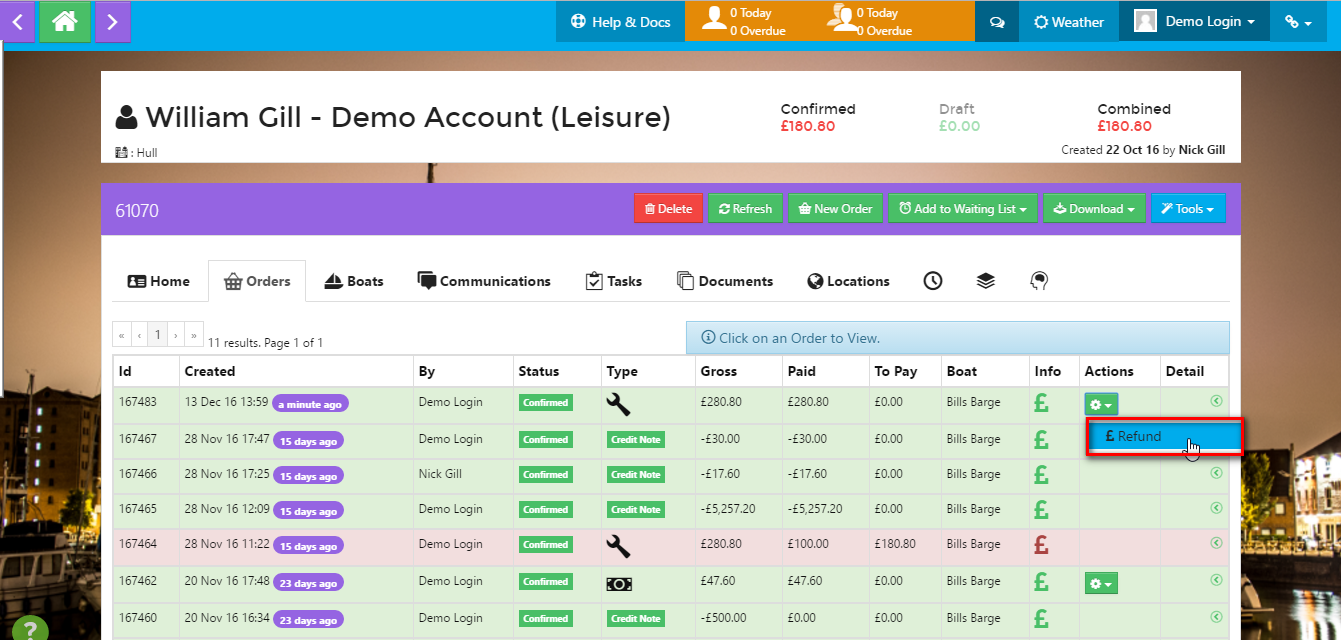 Help & Docs
0 Today
0 Overdue
0 Today
0 Overdue
Weather
Demo Login
William Gill - Demo Account (Leisure)
Confirmed
£180.80
Draft
£0.00
Combined
£180.80
: Hull
Created 22 Oct 16 by Nick Gill
61070
Delete
Refresh
New Order
Add to Waiting List
Download
Tools
Home
Orders
Boats
Communications
Tasks
Documents
Locations
« ‹ 1 › »
11 results. Page 1 of 1
Click on an Order to View.
Id Created By Status Type Gross Paid To Pay Boat Info Actions Detail
167483 13 Dec 16 13:59 a minute ago Demo Login Confirmed £280.80 £280.80 £0.00 Bills Barge £
£ Refund
167467 28 Nov 16 17:47 15 days ago Demo Login Confirmed Credit Note -£30.00 -£30.00 £0.00 Bills Barge £
167466 28 Nov 16 17:25 15 days ago Nick Gill Confirmed Credit Note -£17.60 -£17.60 £0.00 Bills Barge £
167465 28 Nov 16 12:09 15 days ago Demo Login Confirmed Credit Note -£5,257.20 -£5,257.20 £0.00 Bills Barge £
167464 28 Nov 16 11:22 15 days ago Demo Login Confirmed £280.80 £100.00 £180.80 Bills Barge £
167462 20 Nov 16 17:48 23 days ago Demo Login Confirmed £47.60 £47.60 £0.00 Bills Barge £
167460 20 Nov 16 16:34 23 days ago Demo Login Confirmed Credit Note -£500.00 £0.00 £0.00 Bills Barge £
?